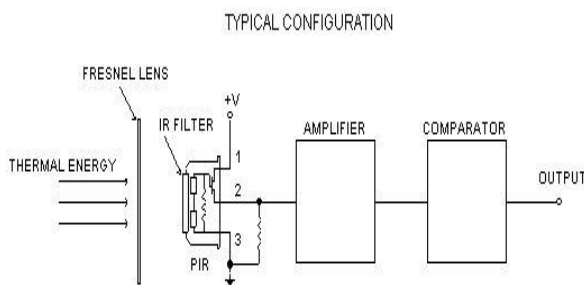 TYPICAL CONFIGURATION
FRESNEL LENS
+V
IR FILTER
AMPLIFIER
COMPARATOR
1
THERMAL ENERGY
2
OUTPUT
3
PIR